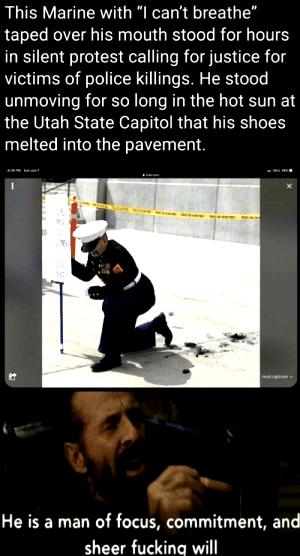 This Marine with “I can’t breathe”
taped over his mouth stood for hours
in silent protest calling for justice for
victims of police killings. He stood
unmoving for so long in the hot sun at
the Utah State Capitol that his shoes
melted into the pavement.
read captions
He is a man of focus, commitment, and
sheer fucking will